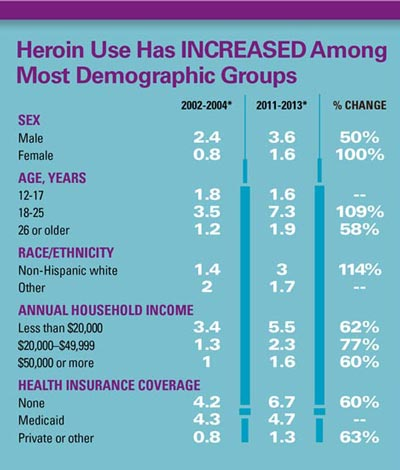 Heroin Use Has INCREASED Among
Most Demographic Groups
2002-2004* 2011-2013* % CHANGE
SEX
Male 2.4 3.6 50%
Female 0.8 1.6 100%
AGE, YEARS
12-17 1.8 1.6 --
18-25 3.5 7.3 109%
26 or older 1.2 1.9 58%
RACE/ETHNICITY
Non-Hispanic white 1.4 3 114%
Other 2 1.7 --
ANNUAL HOUSEHOLD INCOME
Less than $20,000 3.4 5.5 62%
$20,000–$49,999 1.3 2.3 77%
$50,000 or more 1 1.6 60%
HEALTH INSURANCE COVERAGE
None 4.2 6.7 60%
Medicaid 4.3 4.7 --
Private or other 0.8 1.3 63%